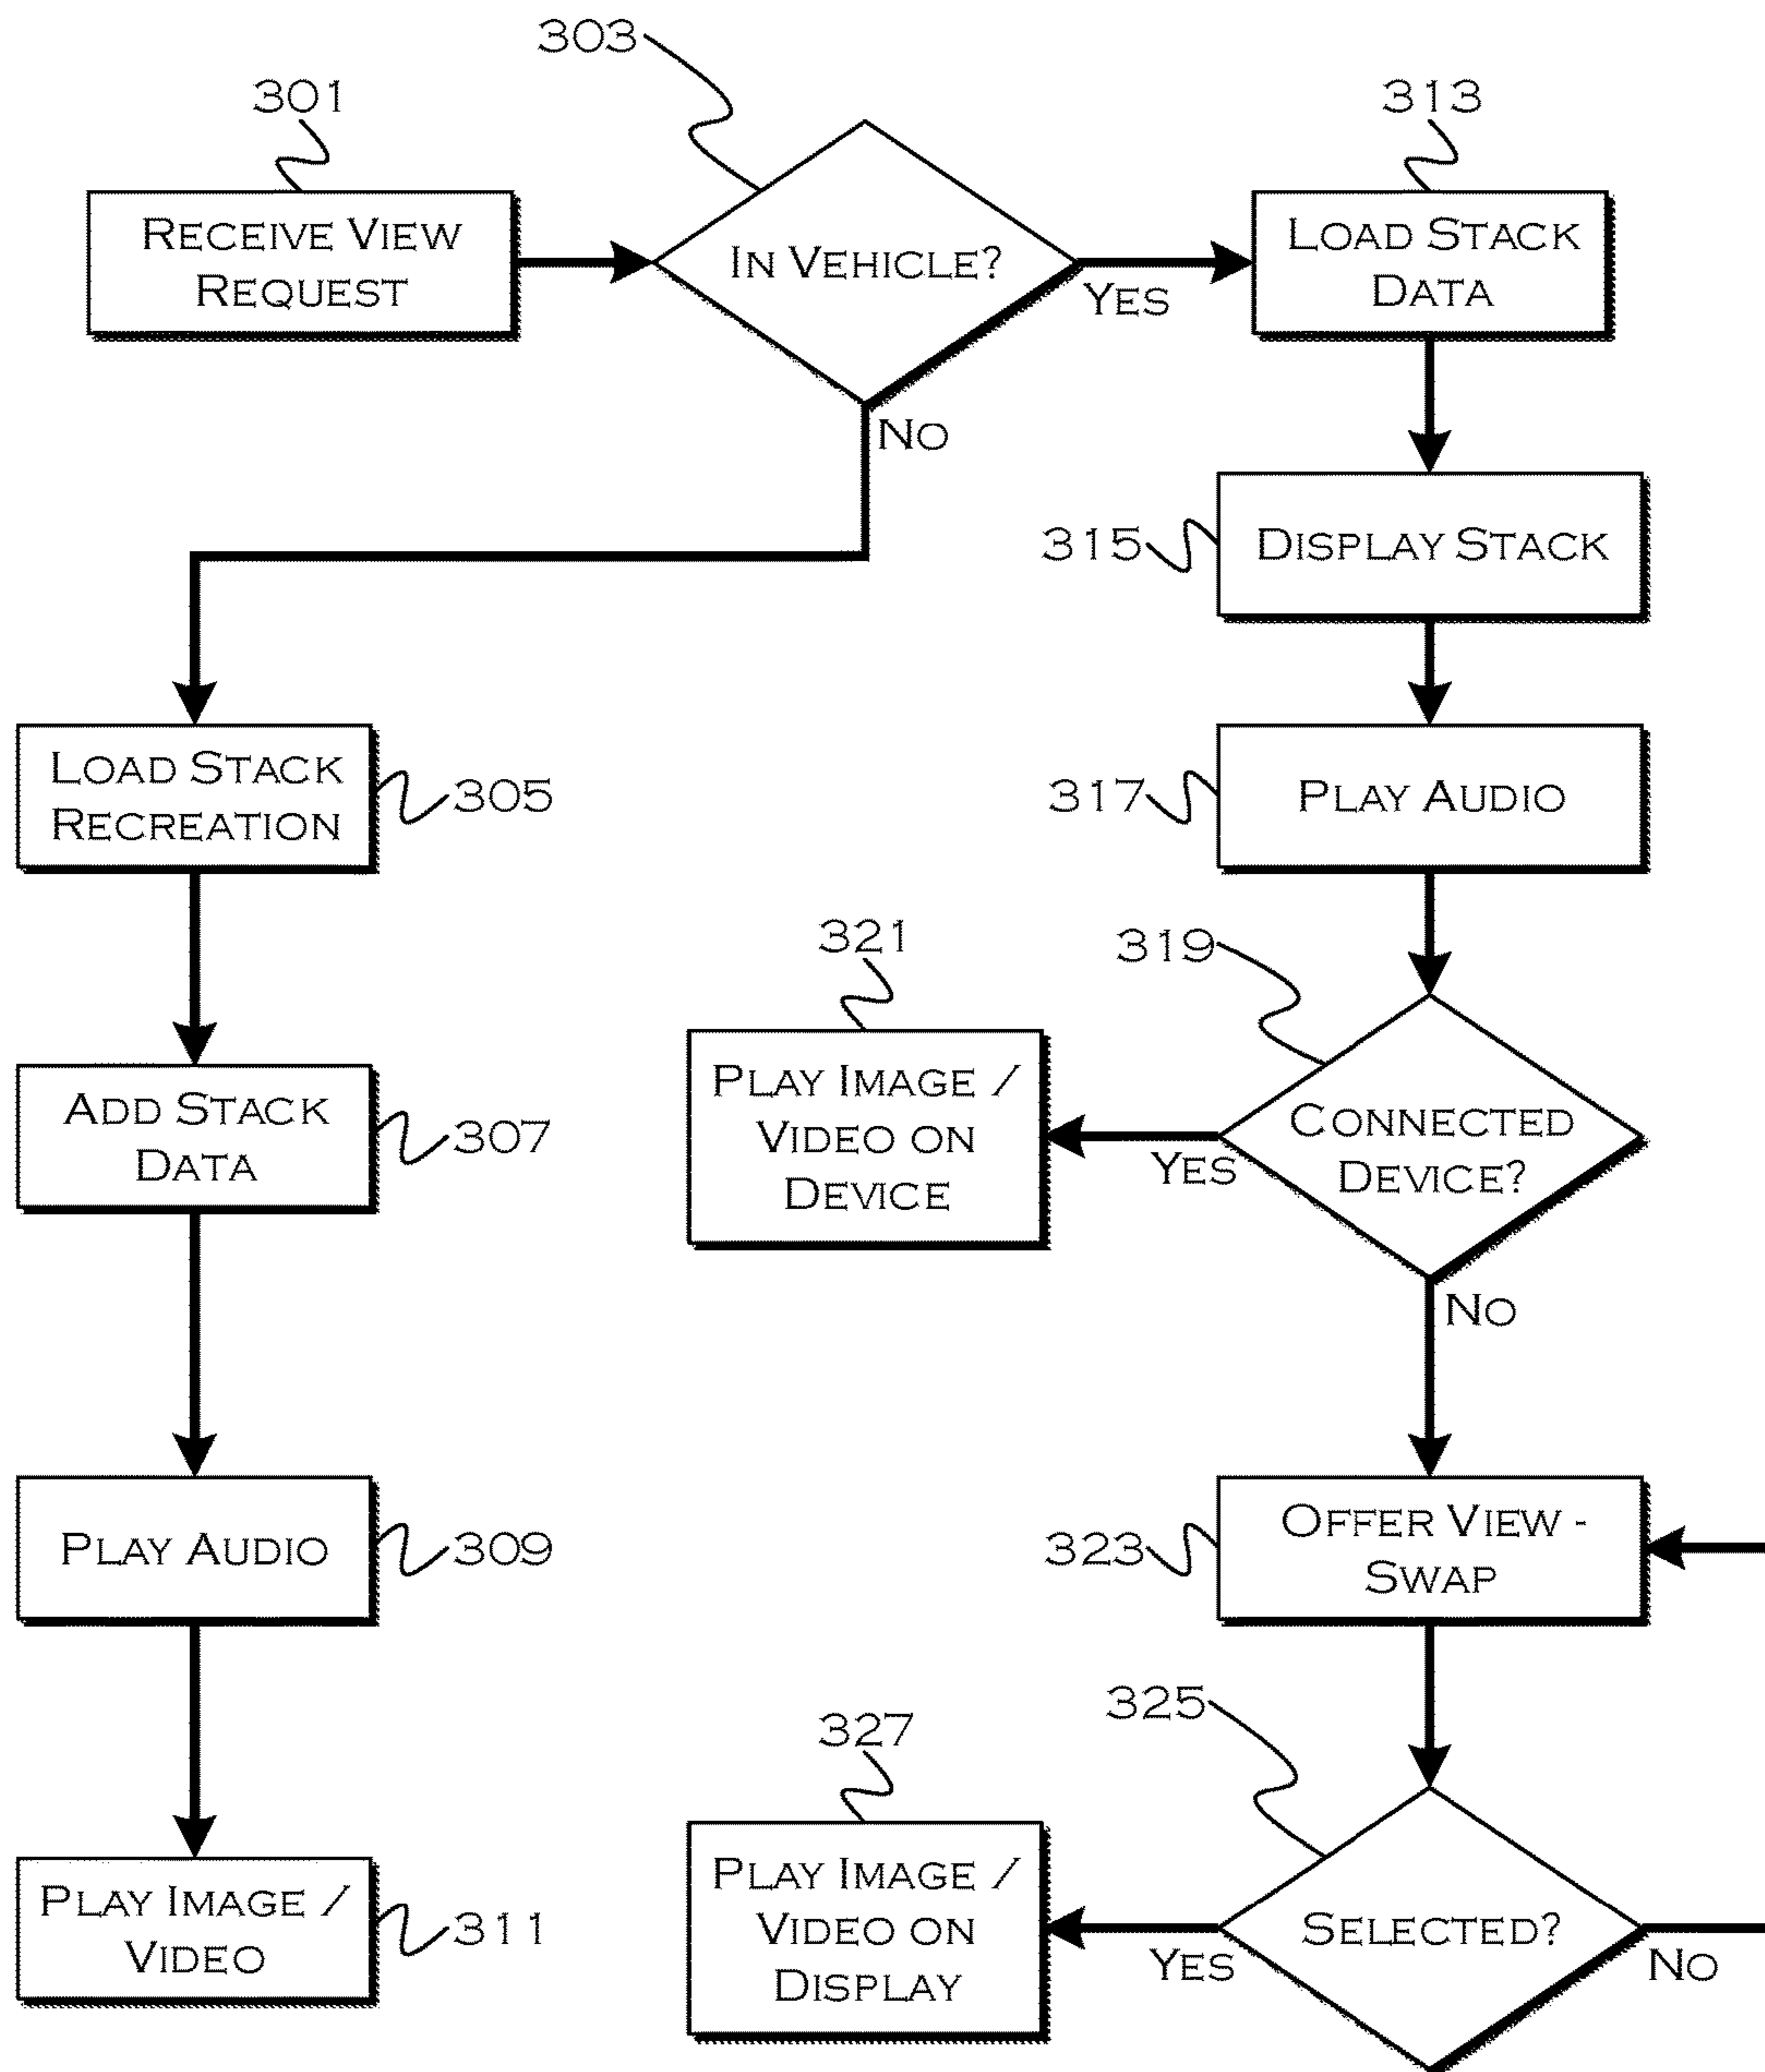 303
301
313
RECEIVE VIEW
REQUEST
IN VEHICLE?
YES
NO
LOAD STACK
DATA
315
DISPLAY STACK
LOAD STACK
RECREATION
305
317
PLAY AUDIO
321
319
ADD STACK
DATA
307
PLAY IMAGE /
VIDEO ON
DEVICE
YES
CONNECTED
DEVICE?
NO
PLAY AUDIO
309
323
OFFER VIEW -
SWAP
325
327
PLAY IMAGE /
VIDEO
311
PLAY IMAGE /
VIDEO ON
DISPLAY
YES
SELECTED?
NO